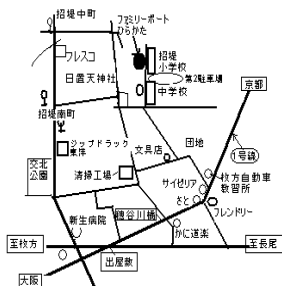 招堤中町
ファミリーポート
ひらかた
フレスコ
日置天神社
招堤
小学校
第2駐車場
中学校
京都
招堤南町
ジップドラッグ
東洋
文具店
団地
1号線
交北
公園
清掃工場
枚方自動車
教習所
サイゼリア
さと
フレンドリー
新生病院
穂谷川橋
かに道楽
至枚方
至長尾
出屋敷
大阪